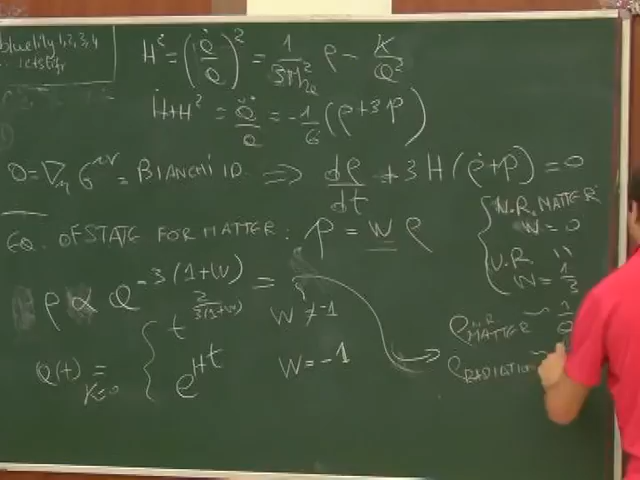 H² = (ȧ/a)² = 1/3M²ₚₗ ρ - K/a²
Ḣ+H² = ä/a = -1/6 (ρ+3p)
0 = ∇μ G^μν = BIANCHI ID ⇒ dρ/dt + 3H(ρ+p) = 0
EQ. OF STATE FOR MATTER: p = W ρ
N.R. MATTER
W = 0
U.R. "
W = 1/3
ρ ∝ a^-3(1+W) =
a(t) = K=0 { t^2/3(1+W) W ≠ -1
e^Ht W = -1
ρ N.R. MATTER ~ 1/a
ρ RADIATION ~